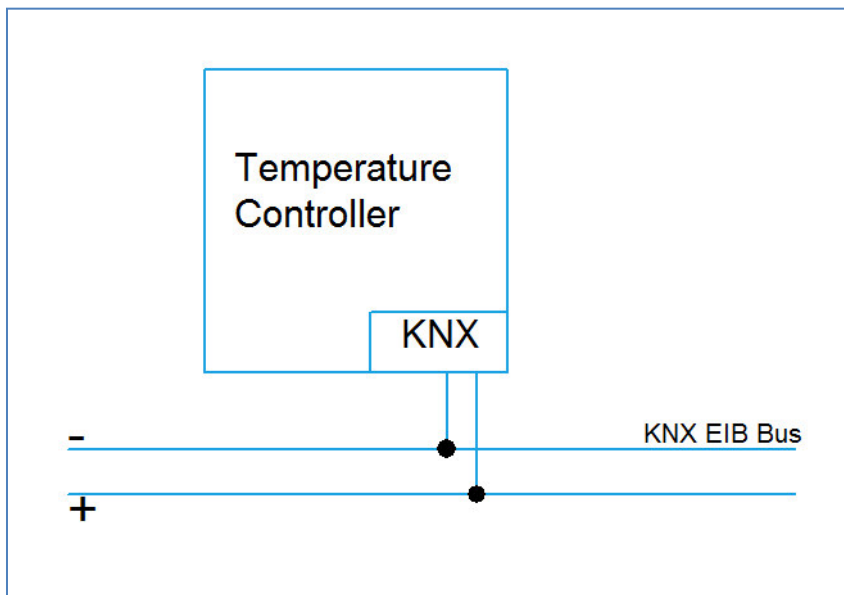 Temperature
Controller
KNX
-
KNX EIB Bus
+